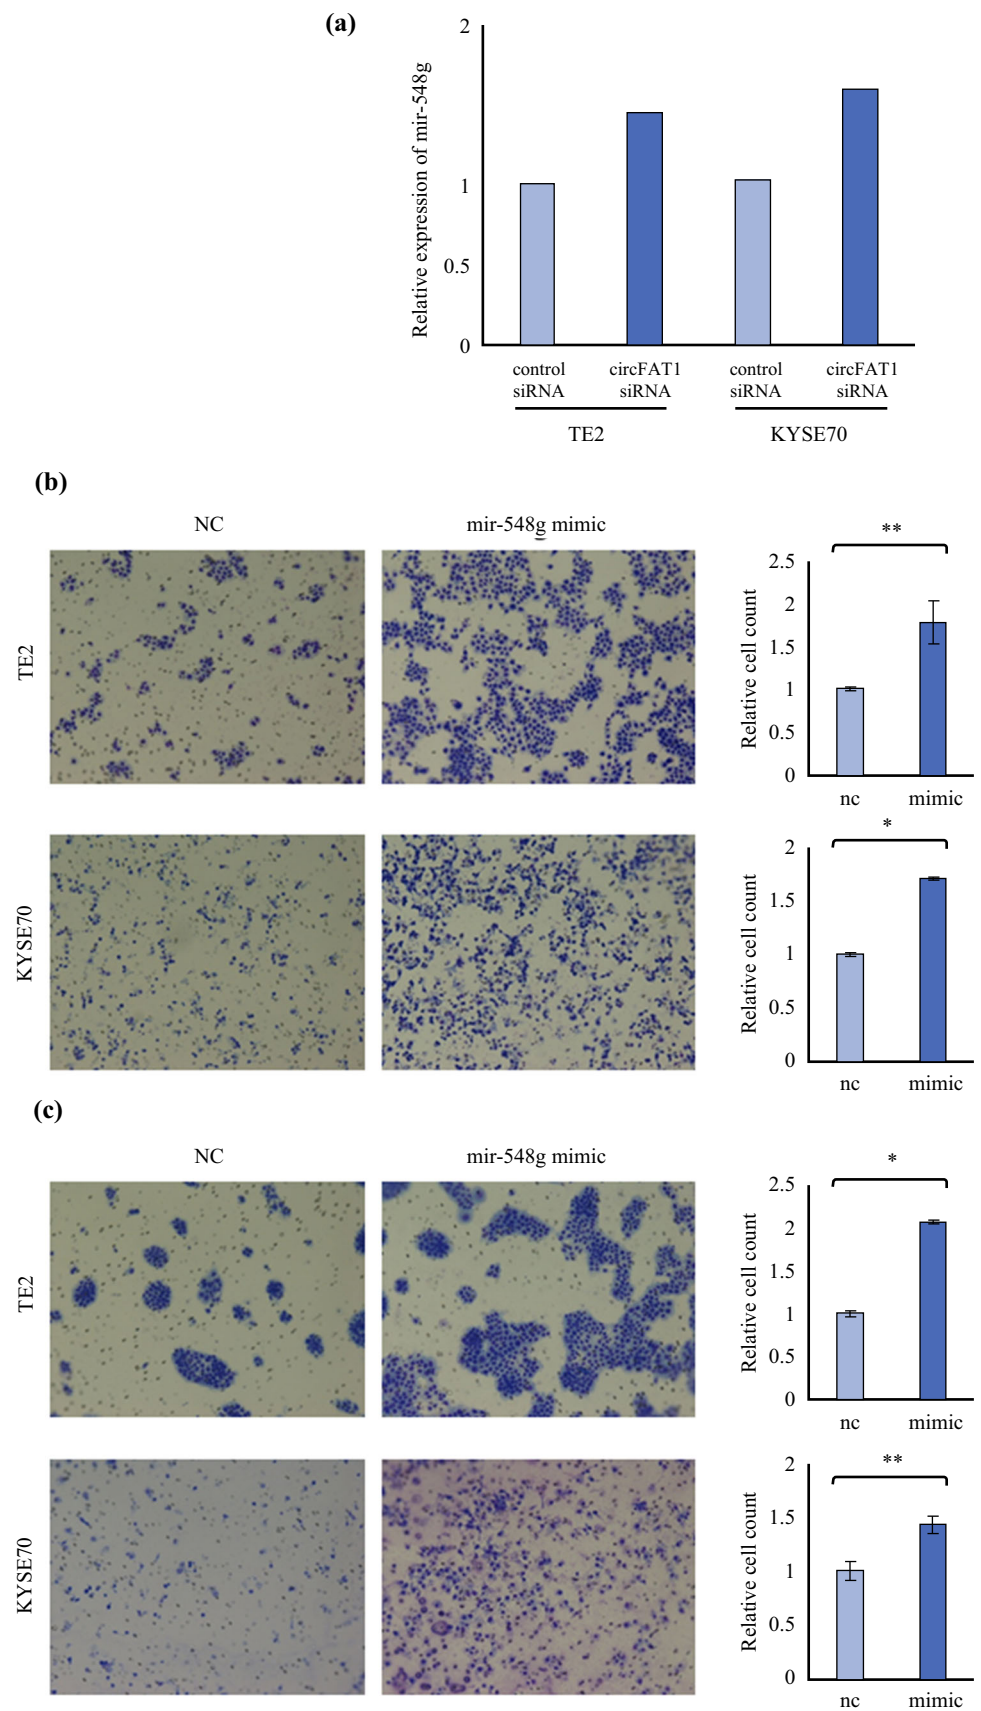 (a)
Relative expression of mir-548g
2
1
0.5
0
control siRNA
circFAT1 siRNA
control siRNA
circFAT1 siRNA
TE2
KYSE70
(b)
NC
mir-548g mimic
TE2
**
Relative cell count
2.5
2
1.5
1
0.5
0
nc
mimic
KYSE70
*
Relative cell count
2
1.5
1
0.5
0
nc
mimic
(c)
NC
mir-548g mimic
TE2
*
Relative cell count
2.5
2
1.5
1
0.5
0
nc
mimic
KYSE70
**
Relative cell count
2
1.5
1
0.5
0
nc
mimic